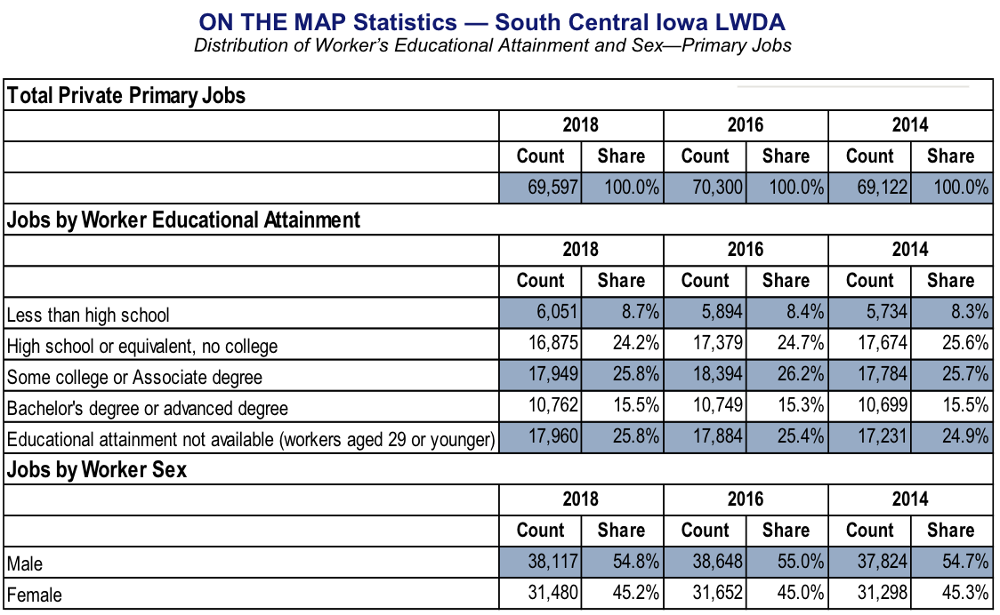 ON THE MAP Statistics — South Central Iowa LWDA
Distribution of Worker's Educational Attainment and Sex—Primary Jobs
Total Private Primary Jobs
2018 2016 2014
Count Share Count Share Count Share
69,597 100.0% 70,300 100.0% 69,122 100.0%
Jobs by Worker Educational Attainment
2018 2016 2014
Count Share Count Share Count Share
Less than high school 6,051 8.7% 5,894 8.4% 5,734 8.3%
High school or equivalent, no college 16,875 24.2% 17,379 24.7% 17,674 25.6%
Some college or Associate degree 17,949 25.8% 18,394 26.2% 17,784 25.7%
Bachelor's degree or advanced degree 10,762 15.5% 10,749 15.3% 10,699 15.5%
Educational attainment not available (workers aged 29 or younger) 17,960 25.8% 17,884 25.4% 17,231 24.9%
Jobs by Worker Sex
2018 2016 2014
Count Share Count Share Count Share
Male 38,117 54.8% 38,648 55.0% 37,824 54.7%
Female 31,480 45.2% 31,652 45.0% 31,298 45.3%